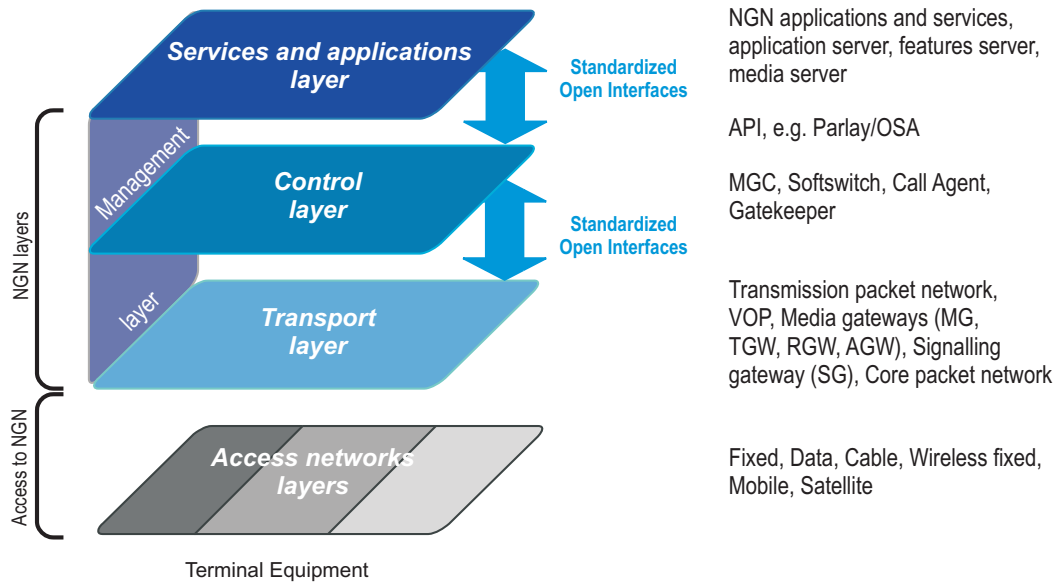 Services and applications
layer
Standardized
Open Interfaces
NGN applications and services,
application server, features server,
media server
API, e.g. Parlay/OSA
Management
layer
NGN layers
Control
layer
Standardized
Open Interfaces
MGC, Softswitch, Call Agent,
Gatekeeper
Transport
layer
Transmission packet network,
VOP, Media gateways (MG,
TGW, RGW, AGW), Signalling
gateway (SG), Core packet network
Access to NGN
Access networks
layers
Fixed, Data, Cable, Wireless fixed,
Mobile, Satellite
Terminal Equipment